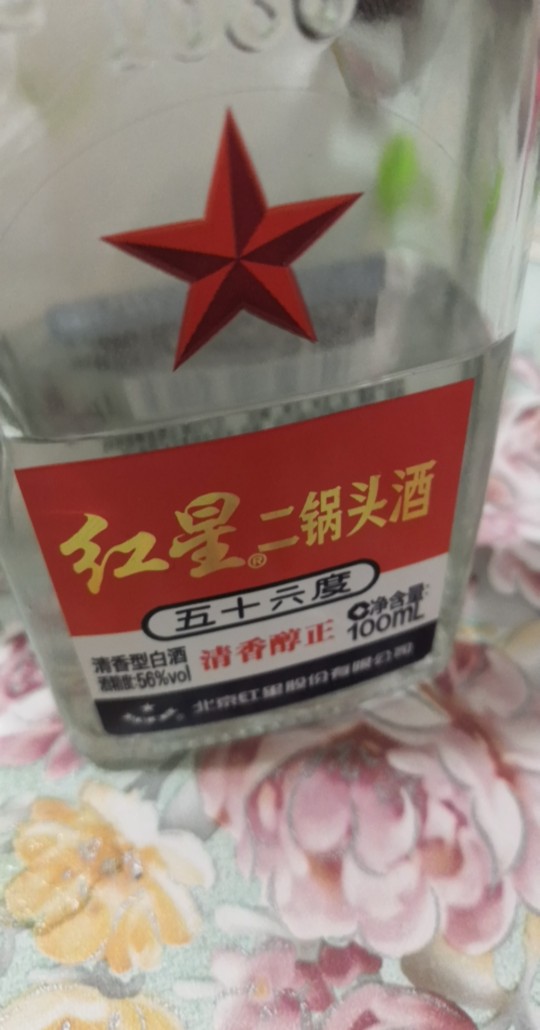 红星®二锅头酒
五十六度
净含量:
100mL
清香型白酒
酒精度:56%vol
清香醇正
北京红星股份有限公司